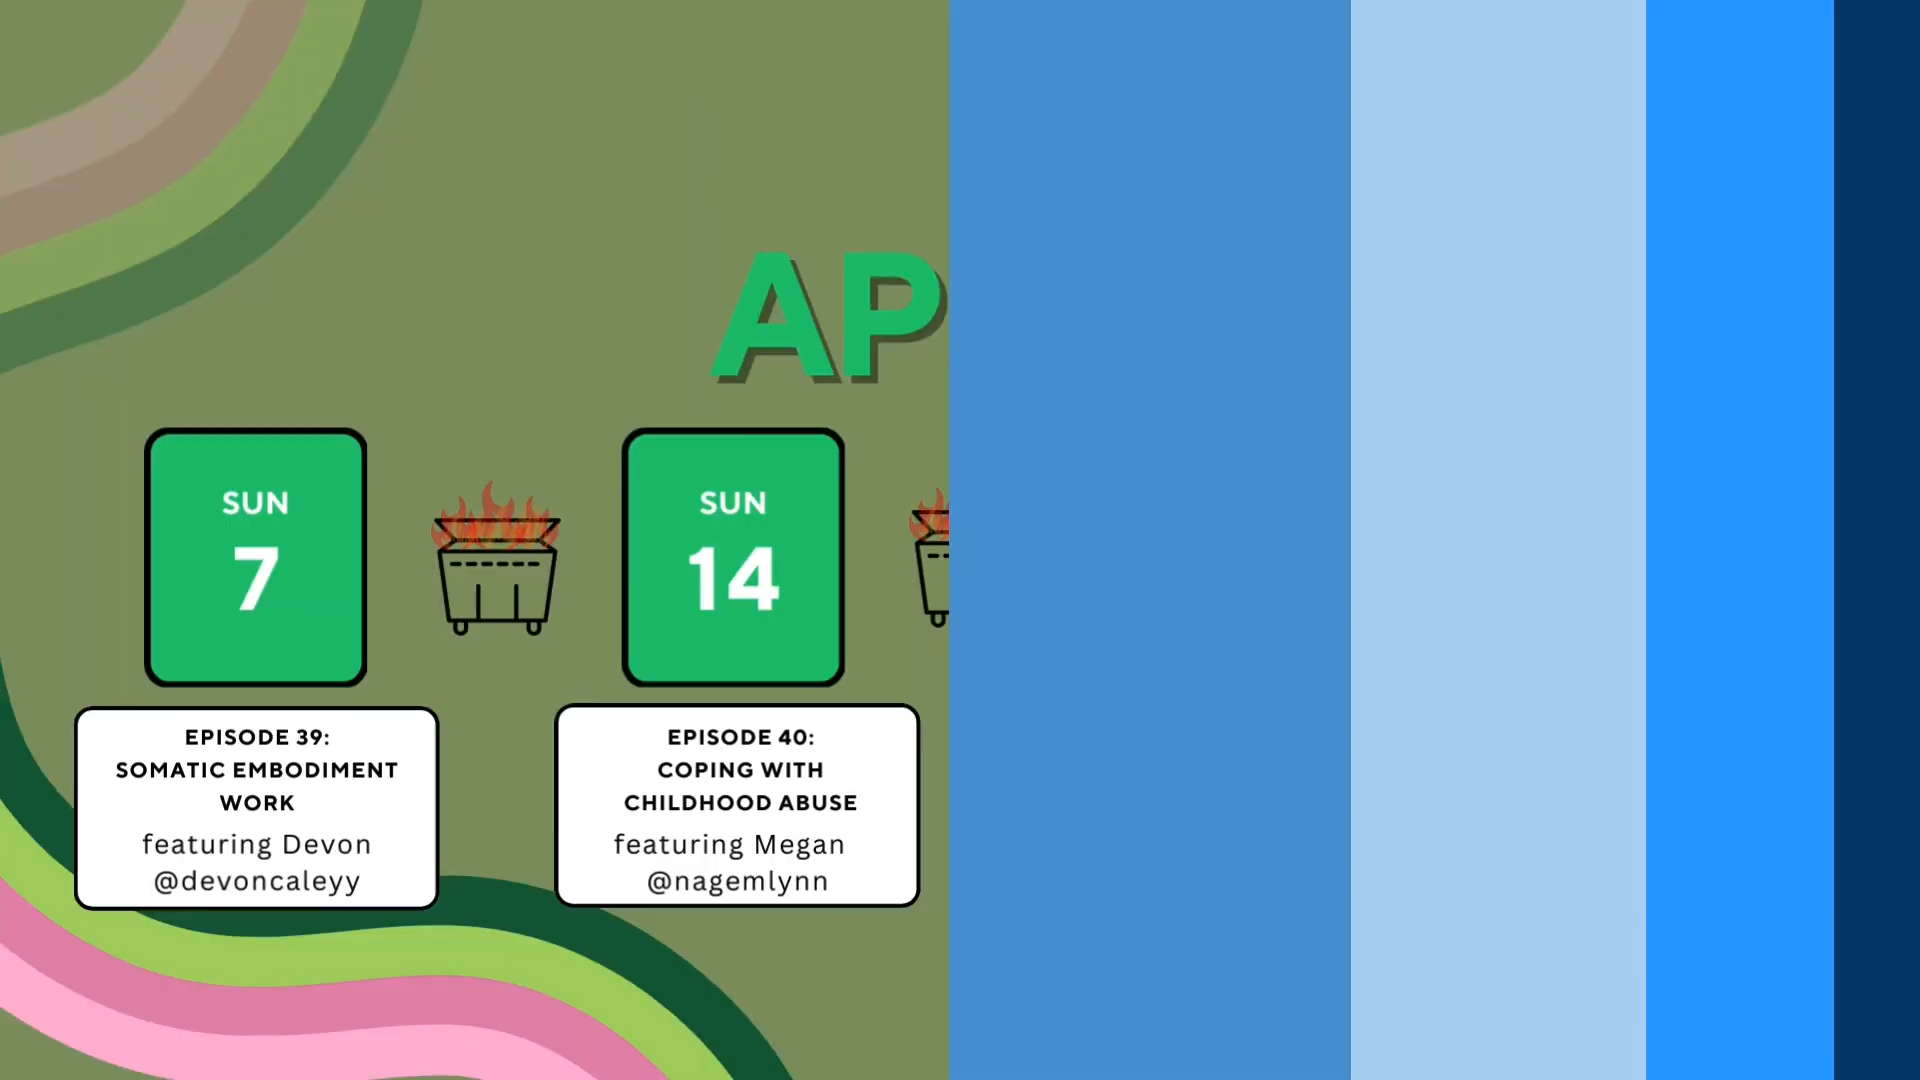 AP
SUN
7
SUN
14
EPISODE 39:
SOMATIC EMBODIMENT
WORK
featuring Devon
@devoncaleyy
EPISODE 40:
COPING WITH
CHILDHOOD ABUSE
featuring Megan
@nagemlynn